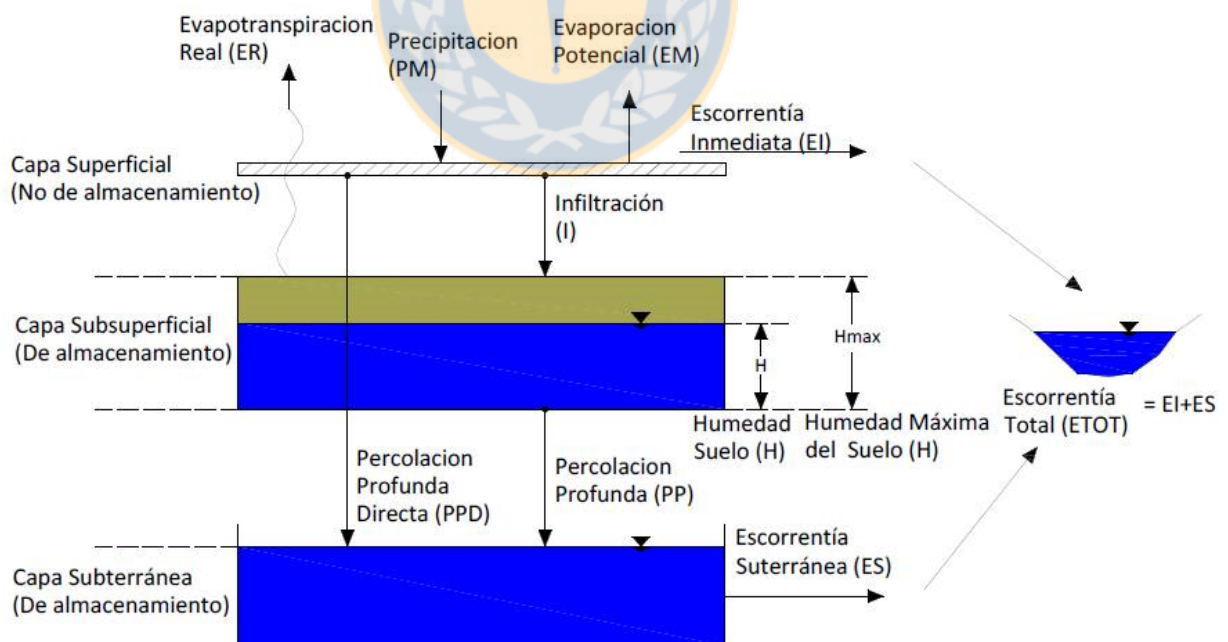 Evapotranspiracion
Real (ER)
Precipitacion
(PM)
Evaporacion
Potencial (EM)
Escorrentía
Inmediata (EI)
Capa Superficial
(No de almacenamiento)
Infiltración
(I)
Capa Subsuperficial
(De almacenamiento)
H
Hmax
Humedad
Suelo (H)
Humedad Máxima
del Suelo (H)
Escorrentía
Total (ETOT)
= EI+ES
Percolacion
Profunda
Directa (PPD)
Percolacion
Profunda (PP)
Escorrentía
Suterránea (ES)
Capa Subterránea
(De almacenamiento)